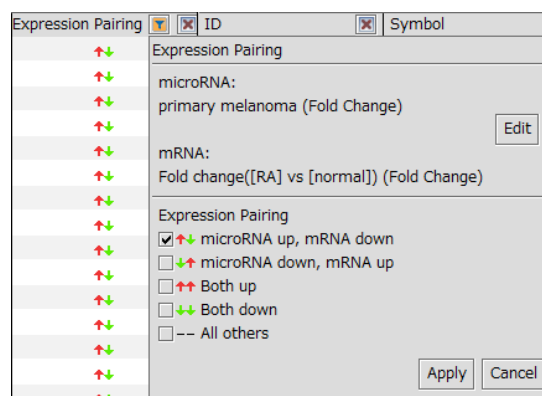 Expression Pairing ID Symbol
Expression Pairing
microRNA:
primary melanoma (Fold Change)
Edit
mRNA:
Fold change([RA] vs [normal]) (Fold Change)
Expression Pairing
microRNA up, mRNA down
microRNA down, mRNA up
Both up
Both down
-- All others
Apply Cancel